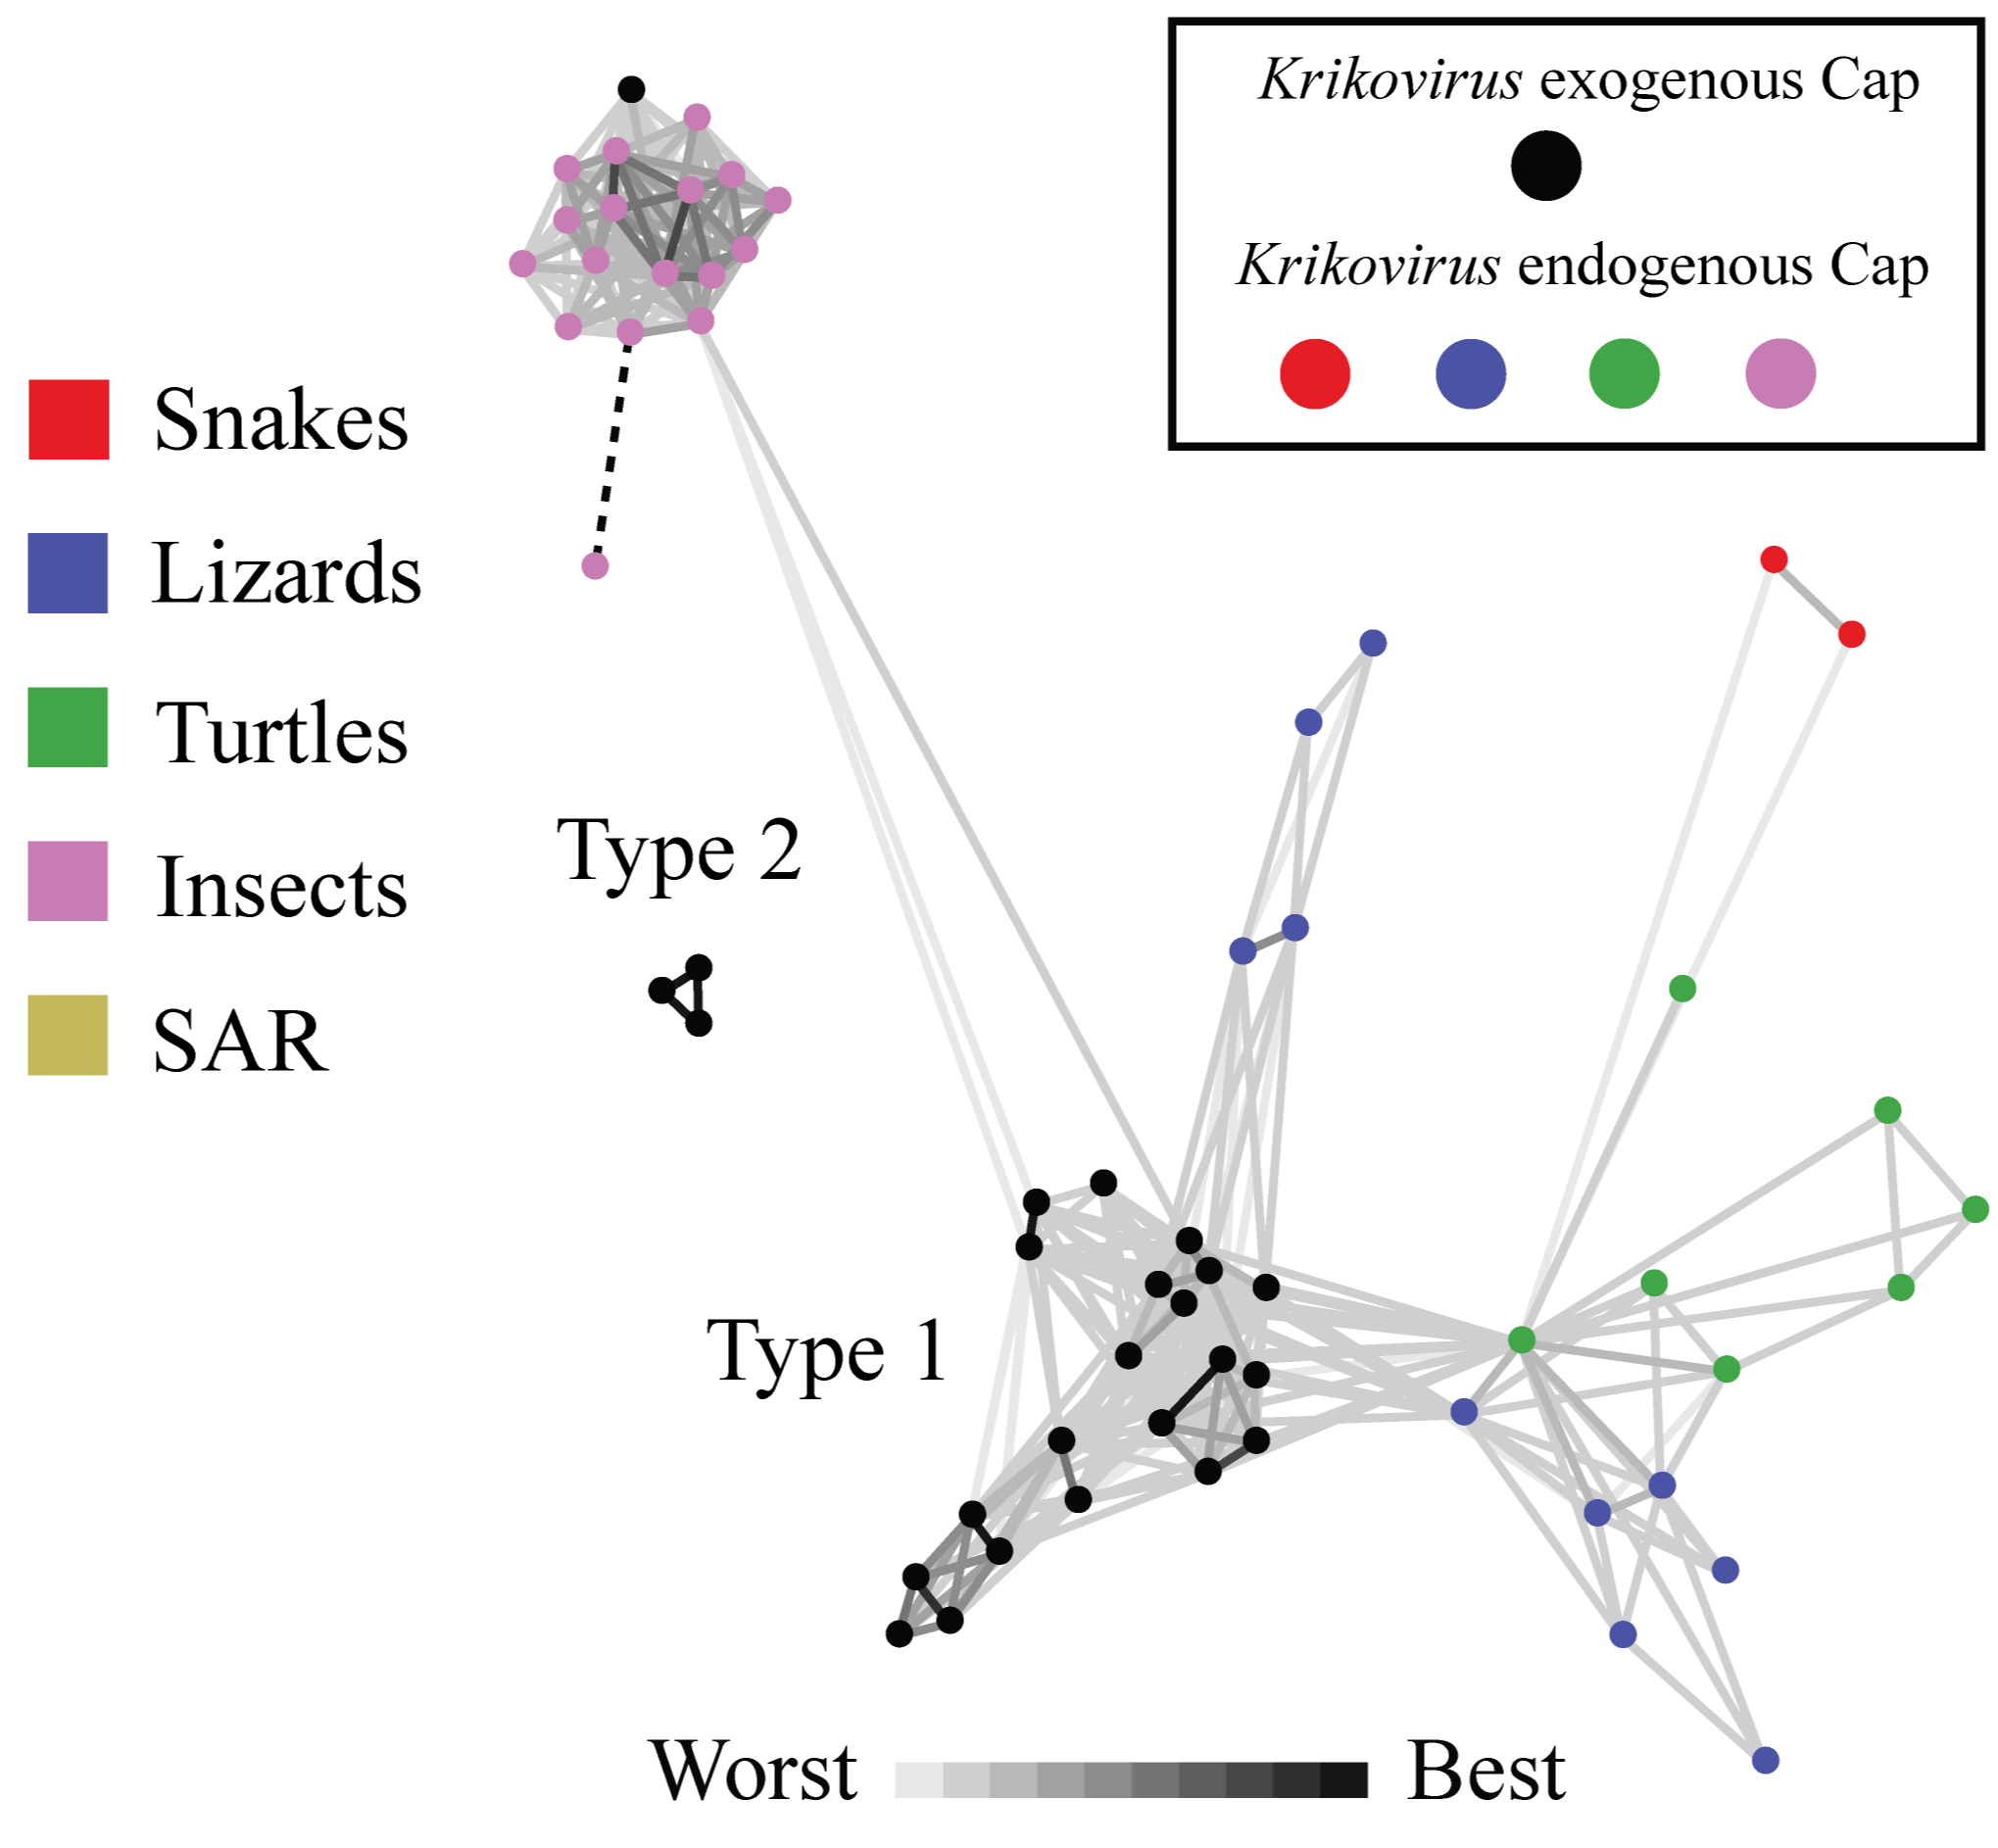 Krikovirus exogenous Cap
Krikovirus endogenous Cap
Snakes
Lizards
Turtles
Insects
SAR
Type 2
Type 1
Worst
Best